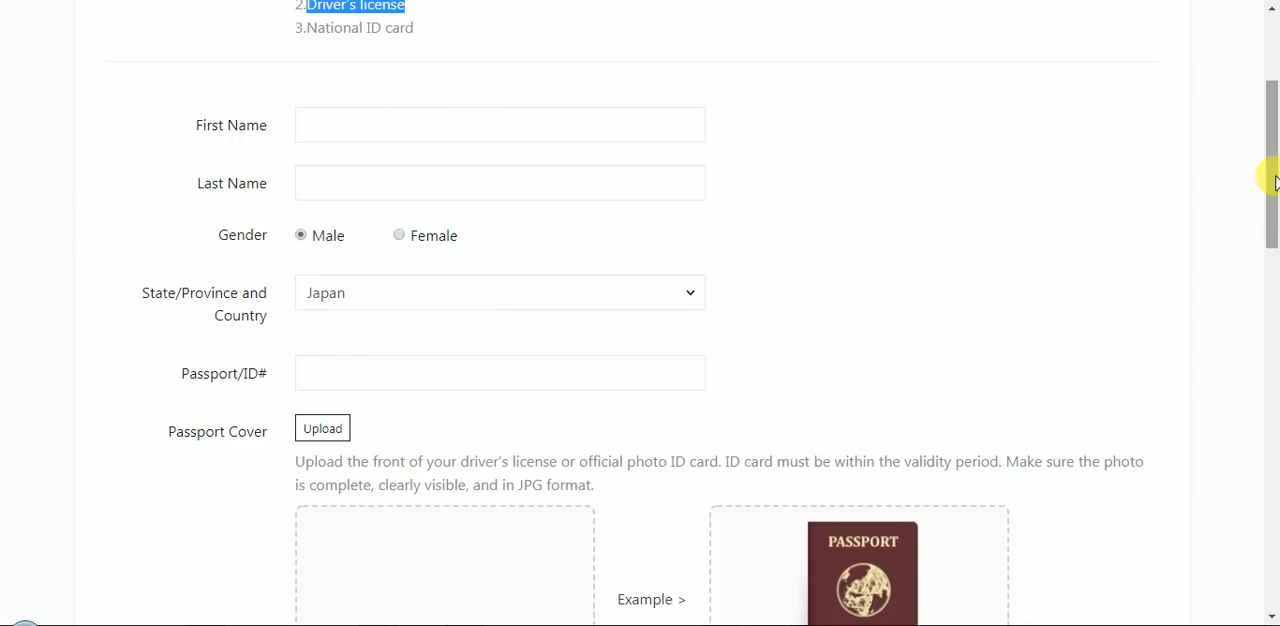 2.Driver's license
3.National ID card
First Name
Last Name
Gender
Male
Female
State/Province and
Country
Japan
Passport/ID#
Passport Cover
Upload
Upload the front of your driver's license or official photo ID card. ID card must be within the validity period. Make sure the photo
is complete, clearly visible, and in JPG format.
Example >
PASSPORT